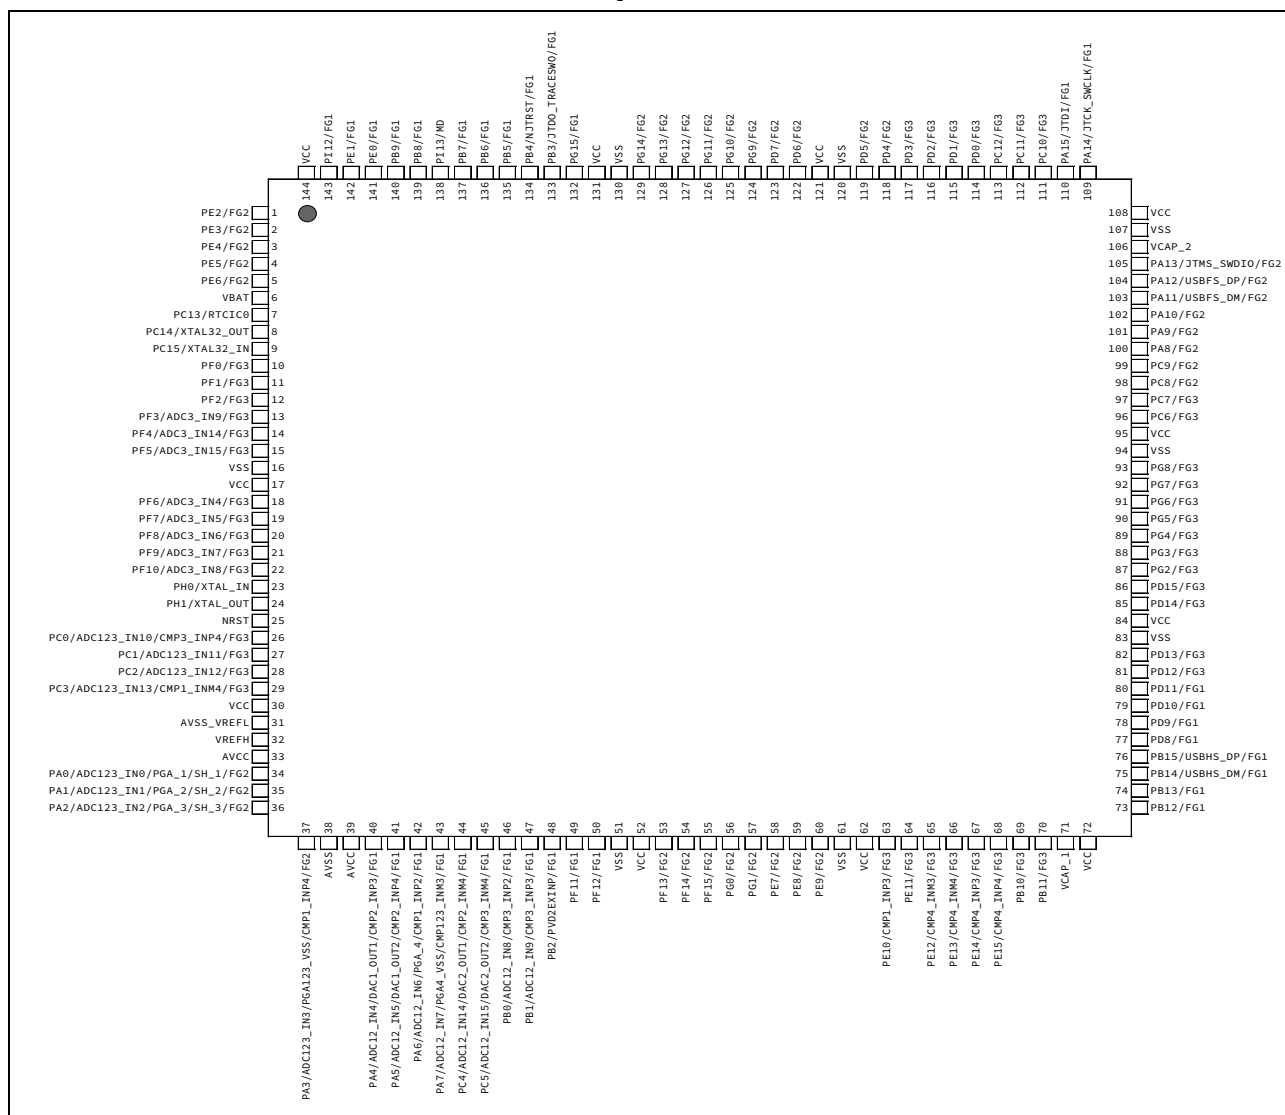 PI12/FG1
PE1/FG1
PE0/FG1
PB9/FG1
PB8/FG1
PI13/MD
PB7/FG1
PB6/FG1
PB5/FG1
PB4/NJTRST/FG1
PB3/JTDO_TRACESWO/FG1
PG15/FG1
VCC
VSS
PG14/FG2
PG13/FG2
PG12/FG2
PG11/FG2
PG10/FG2
PG9/FG2
PD7/FG2
PD6/FG2
VCC
VSS
PD5/FG2
PD4/FG2
PD3/FG3
PD2/FG3
PD1/FG3
PD0/FG3
PC12/FG3
PC11/FG3
PC10/FG3
PA15/JTDI/FG1
PA14/JTCK_SWCLK/FG1
VCC
144
143
142
141
140
139
138
137
136
135
134
133
132
131
130
129
128
127
126
125
124
123
122
121
120
119
118
117
116
115
114
113
112
111
110
109
PE2/FG2 1
PE3/FG2 2
PE4/FG2 3
PE5/FG2 4
PE6/FG2 5
VBAT 6
PC13/RTCIC0 7
PC14/XTAL32_OUT 8
PC15/XTAL32_IN 9
PF0/FG3 10
PF1/FG3 11
PF2/FG3 12
PF3/ADC3_IN9/FG3 13
PF4/ADC3_IN14/FG3 14
PF5/ADC3_IN15/FG3 15
VSS 16
VCC 17
PF6/ADC3_IN4/FG3 18
PF7/ADC3_IN5/FG3 19
PF8/ADC3_IN6/FG3 20
PF9/ADC3_IN7/FG3 21
PF10/ADC3_IN8/FG3 22
PH0/XTAL_IN 23
PH1/XTAL_OUT 24
NRST 25
PC0/ADC123_IN10/CMP3_INP4/FG3 26
PC1/ADC123_IN11/FG3 27
PC2/ADC123_IN12/FG3 28
PC3/ADC123_IN13/CMP1_INM4/FG3 29
VCC 30
AVSS_VREFL 31
VREFH 32
AVCC 33
PA0/ADC123_IN0/PGA_1/SH_1/FG2 34
PA1/ADC123_IN1/PGA_2/SH_2/FG2 35
PA2/ADC123_IN2/PGA_3/SH_3/FG2 36
108 VCC
107 VSS
106 VCAP_2
105 PA13/JTMS_SWDIO/FG2
104 PA12/USBFS_DP/FG2
103 PA11/USBFS_DM/FG2
102 PA10/FG2
101 PA9/FG2
100 PA8/FG2
99 PC9/FG2
98 PC8/FG2
97 PC7/FG3
96 PC6/FG3
95 VCC
94 VSS
93 PG8/FG3
92 PG7/FG3
91 PG6/FG3
90 PG5/FG3
89 PG4/FG3
88 PG3/FG3
87 PG2/FG3
86 PD15/FG3
85 PD14/FG3
84 VCC
83 VSS
82 PD13/FG3
81 PD12/FG3
80 PD11/FG1
79 PD10/FG1
78 PD9/FG1
77 PD8/FG1
76 PB15/USBHS_DP/FG1
75 PB14/USBHS_DM/FG1
74 PB13/FG1
73 PB12/FG1
37
38
39
40
41
42
43
44
45
46
47
48
49
50
51
52
53
54
55
56
57
58
59
60
61
62
63
64
65
66
67
68
69
70
71
72
PA3/ADC123_IN3/PGA123_VSS/CMP1_INP4/FG2
AVSS
AVCC
PA4/ADC12_IN4/DAC1_OUT1/CMP2_INP3/FG1
PA5/ADC12_IN5/DAC1_OUT2/CMP2_INP4/FG1
PA6/ADC12_IN6/PGA_4/CMP1_INP2/FG1
PA7/ADC12_IN7/PGA4_VSS/CMP123_INM3/FG1
PC4/ADC12_IN14/DAC2_OUT1/CMP2_INM4/FG1
PC5/ADC12_IN15/DAC2_OUT2/CMP3_INM4/FG1
PB0/ADC12_IN8/CMP3_INP2/FG1
PB1/ADC12_IN9/CMP3_INP3/FG1
PB2/PVD2EXINP/FG1
PF11/FG1
PF12/FG1
VSS
VCC
PF13/FG2
PF14/FG2
PF15/FG2
PG0/FG2
PG1/FG2
PE7/FG2
PE8/FG2
PE9/FG2
VSS
VCC
PE10/CMP1_INP3/FG3
PE11/FG3
PE12/CMP4_INM3/FG3
PE13/CMP4_INM4/FG3
PE14/CMP4_INP3/FG3
PE15/CMP4_INP4/FG3
PB10/FG3
PB11/FG3
VCAP_1
VCC